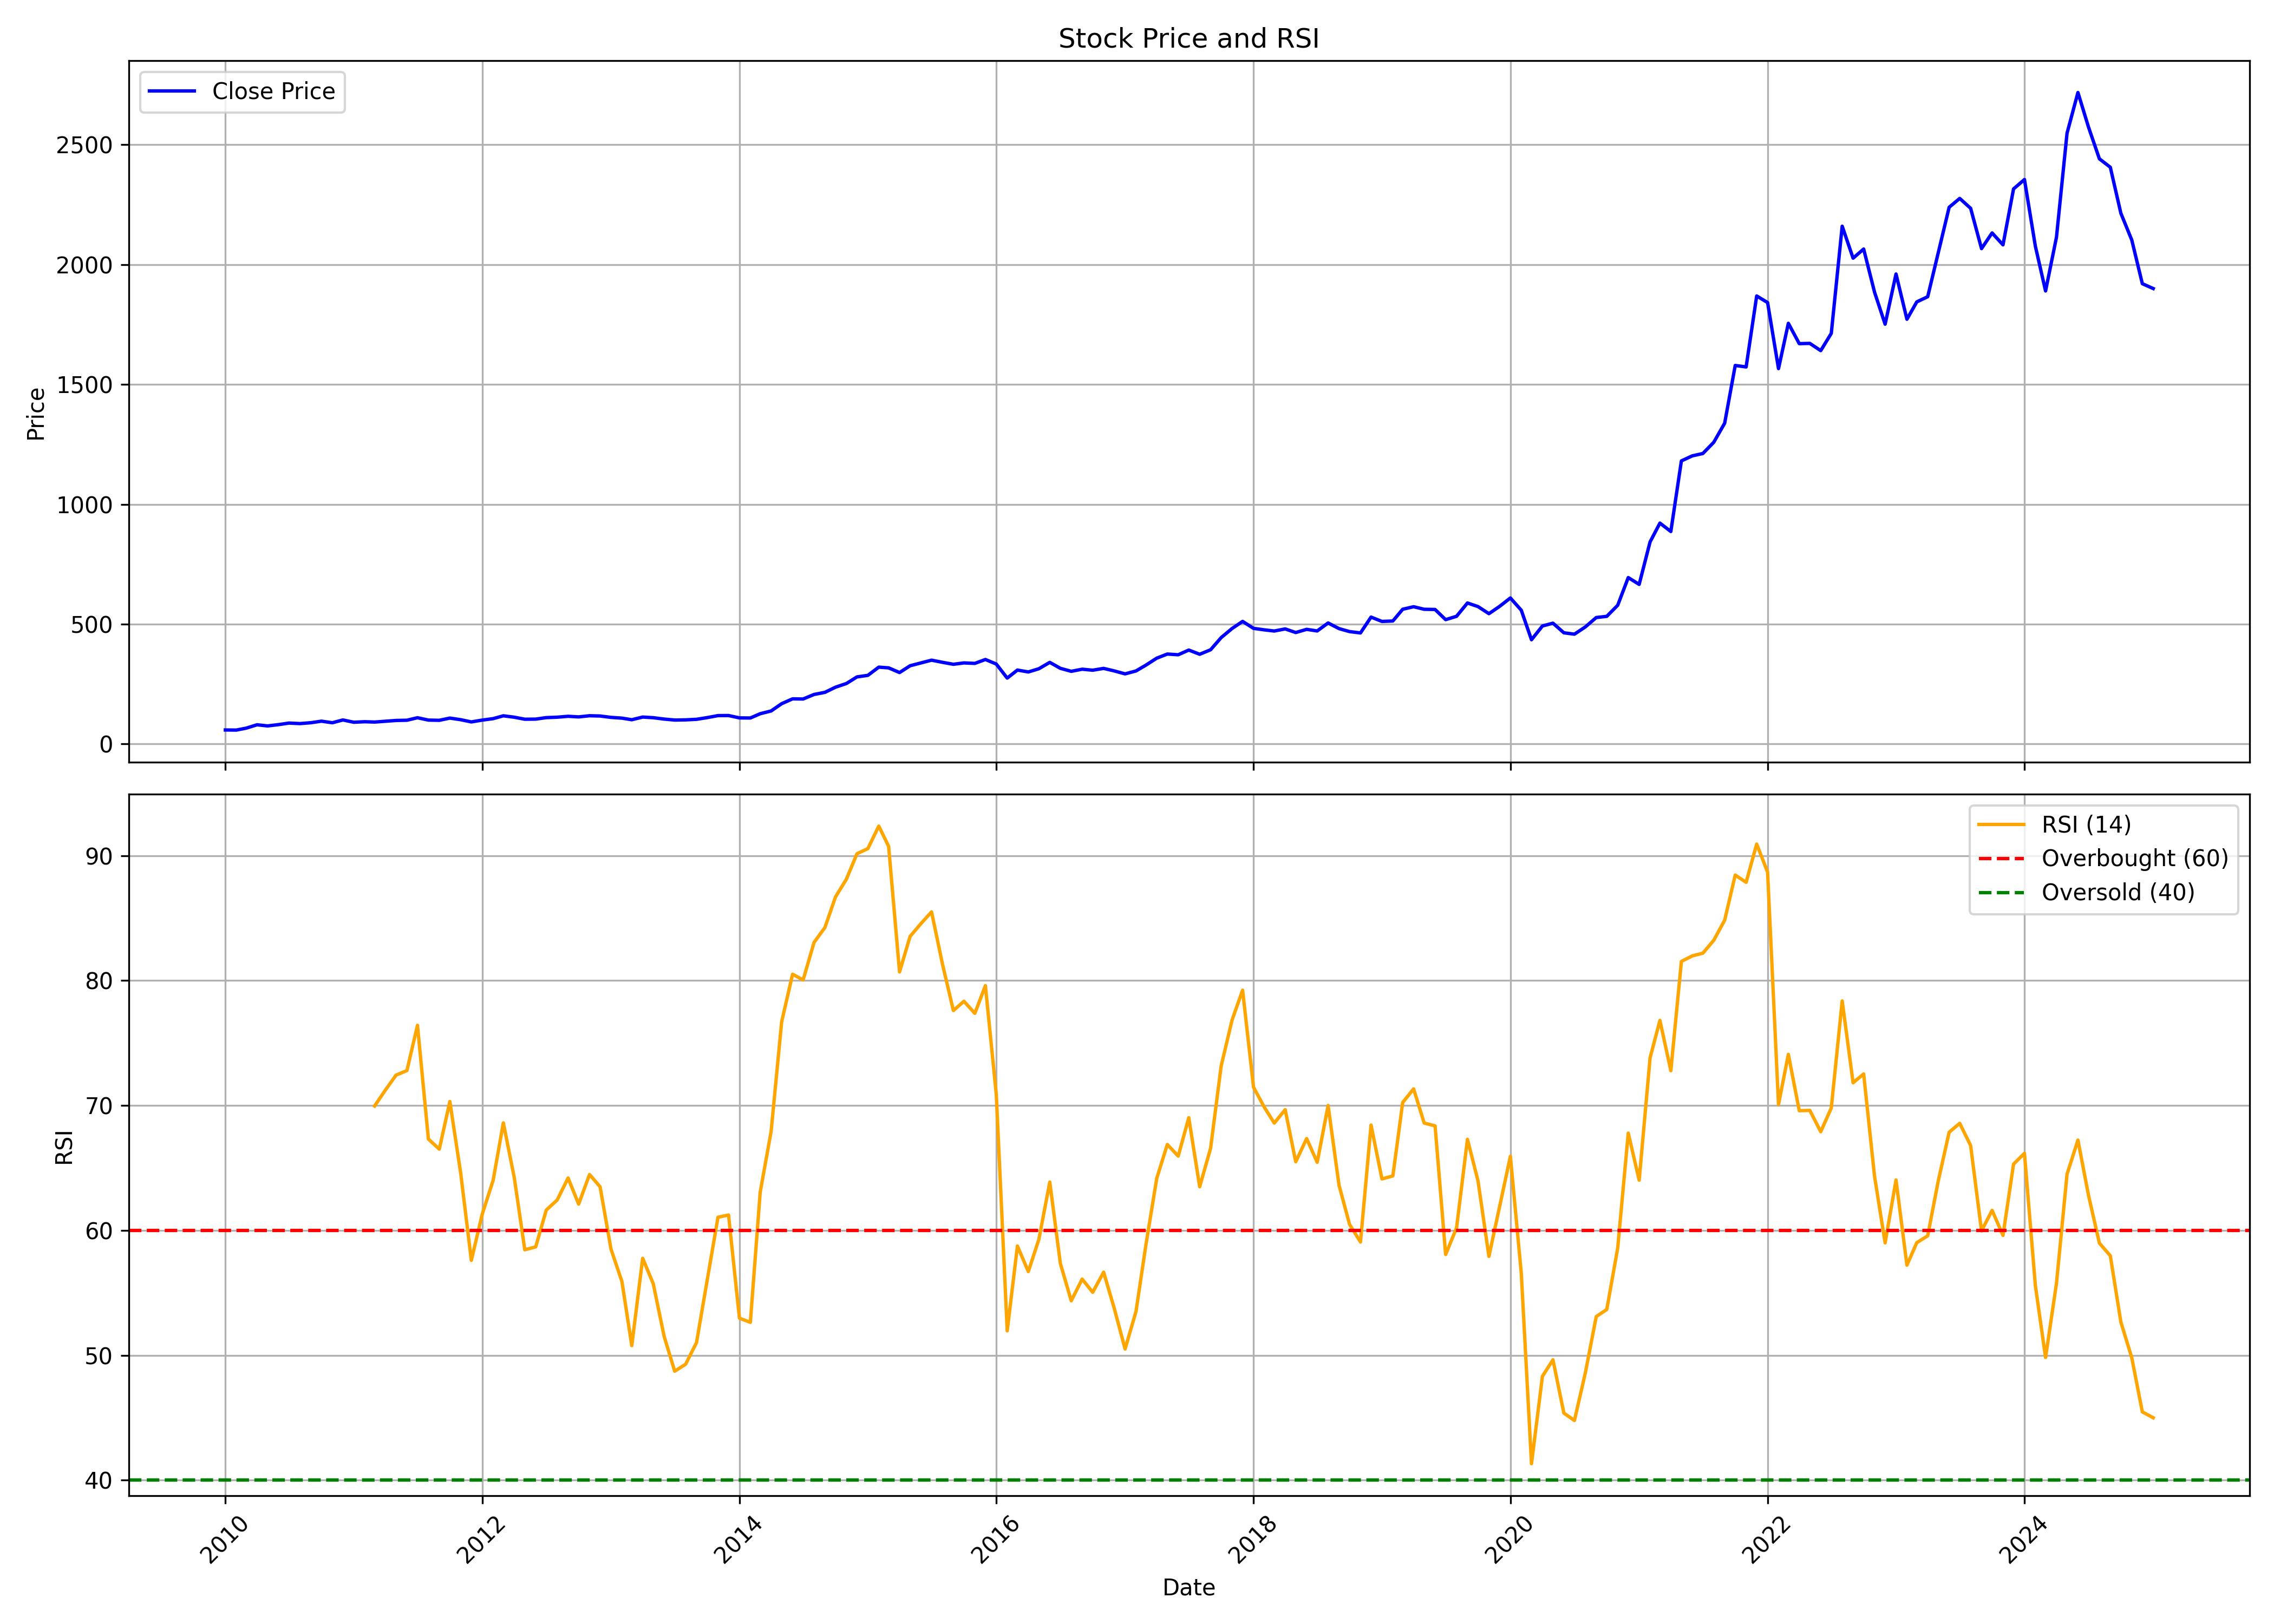 Stock Price and RSI
Close Price
2500
2000
1500
1000
500
0
Price
RSI (14)
Overbought (60)
Oversold (40)
90
80
70
60
50
40
RSI
2010
2012
2014
2016
2018
2020
2022
2024
Date